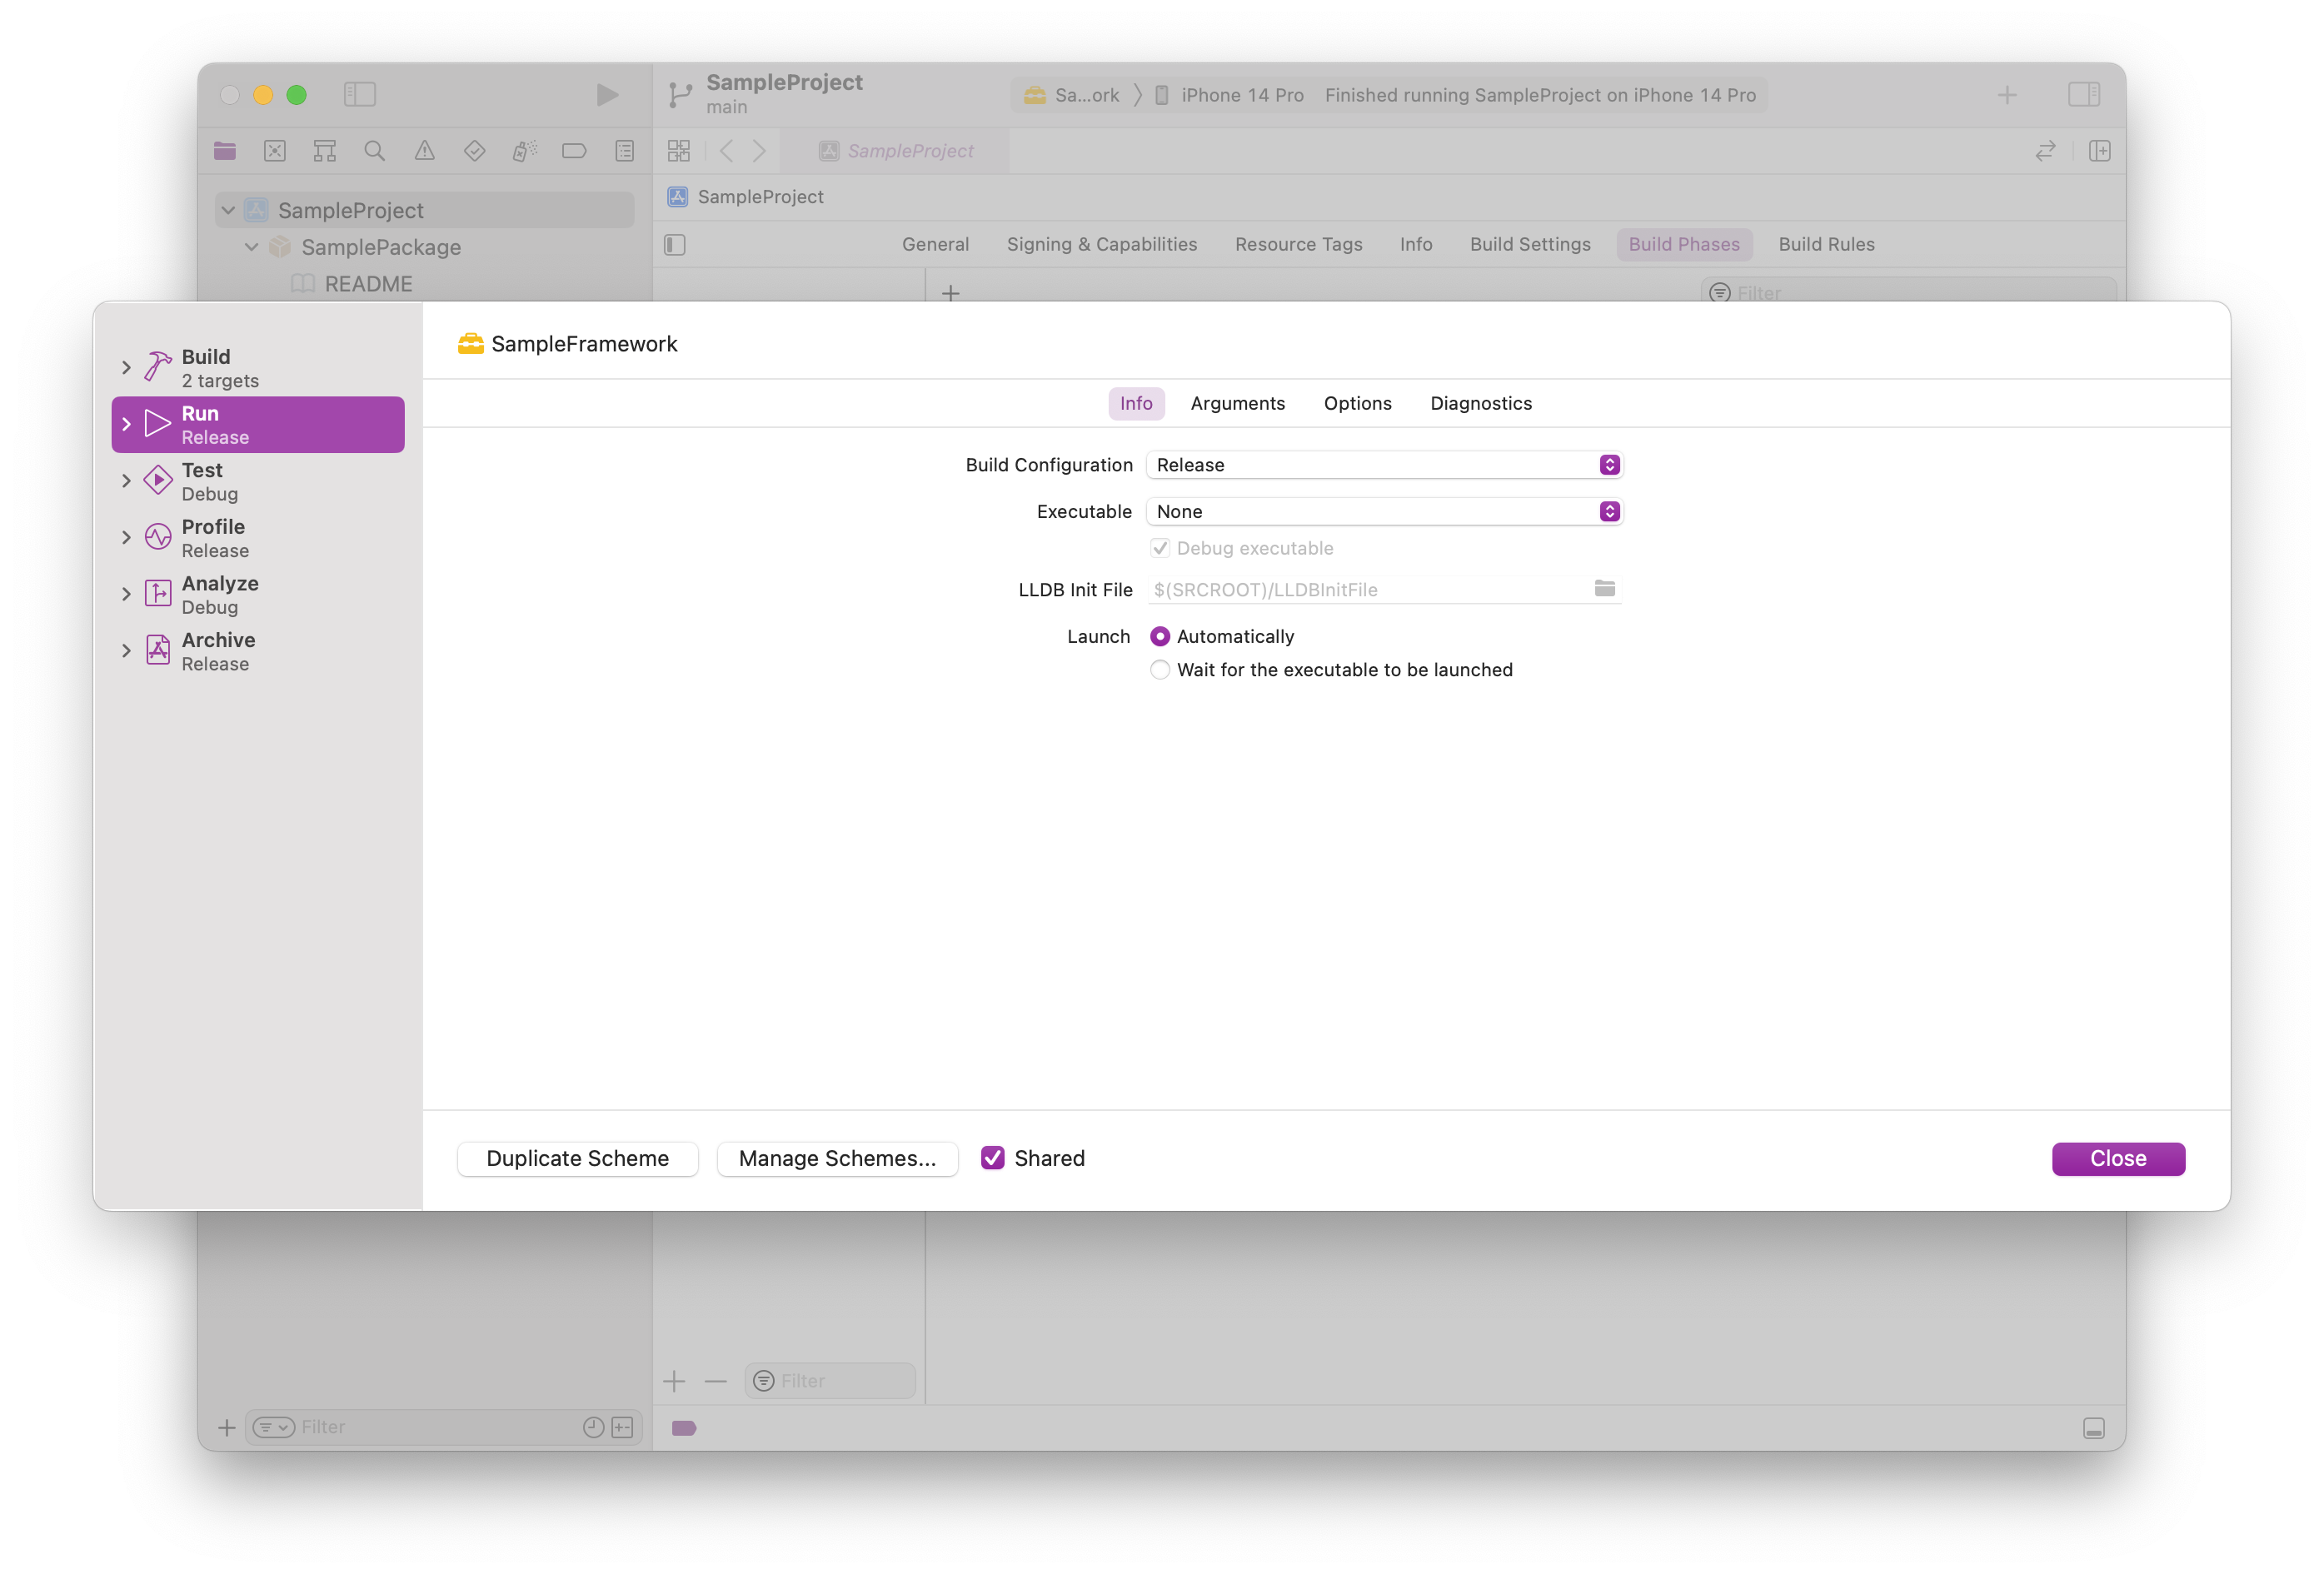 SampleProject
main
Sa...ork
iPhone 14 Pro
Finished running SampleProject on iPhone 14 Pro
SampleProject
SampleProject
SamplePackage
README
SampleProject
General
Signing & Capabilities
Resource Tags
Info
Build Settings
Build Phases
Build Rules
Filter
Build
2 targets
Run
Release
Test
Debug
Profile
Release
Analyze
Debug
Archive
Release
SampleFramework
Info
Arguments
Options
Diagnostics
Build Configuration
Release
Executable
None
Debug executable
LLDB Init File
$(SRCROOT)/LLDBInitFile
Launch
Automatically
Wait for the executable to be launched
Duplicate Scheme
Manage Schemes...
Shared
Close
Filter
Filter